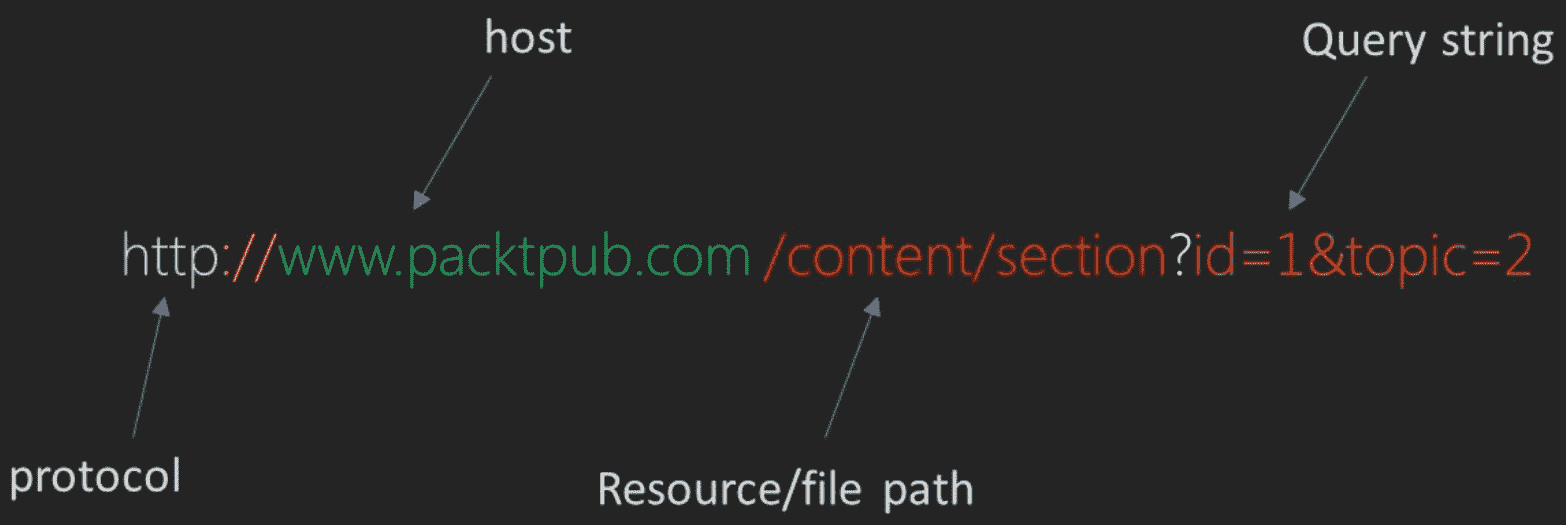 host
Query string
http://www.packtpub.com /content/section?id=1&topic=2
protocol
Resource/file path